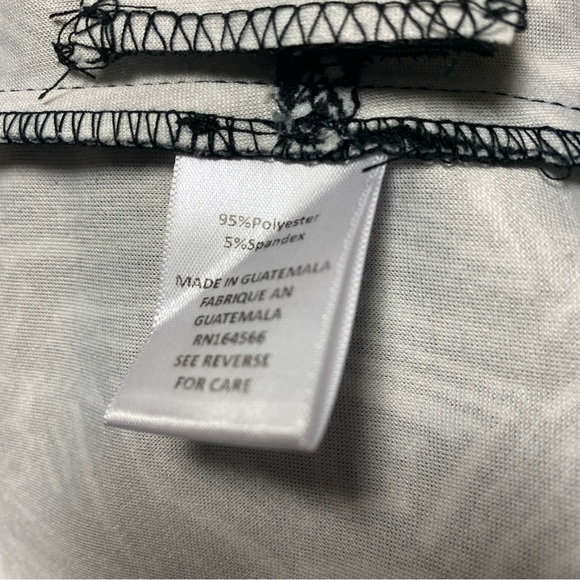 95%Polyester
5%Spandex
MADE IN GUATEMALA
FABRIQUE AN
GUATEMALA
RN164566
SEE REVERSE
FOR CARE